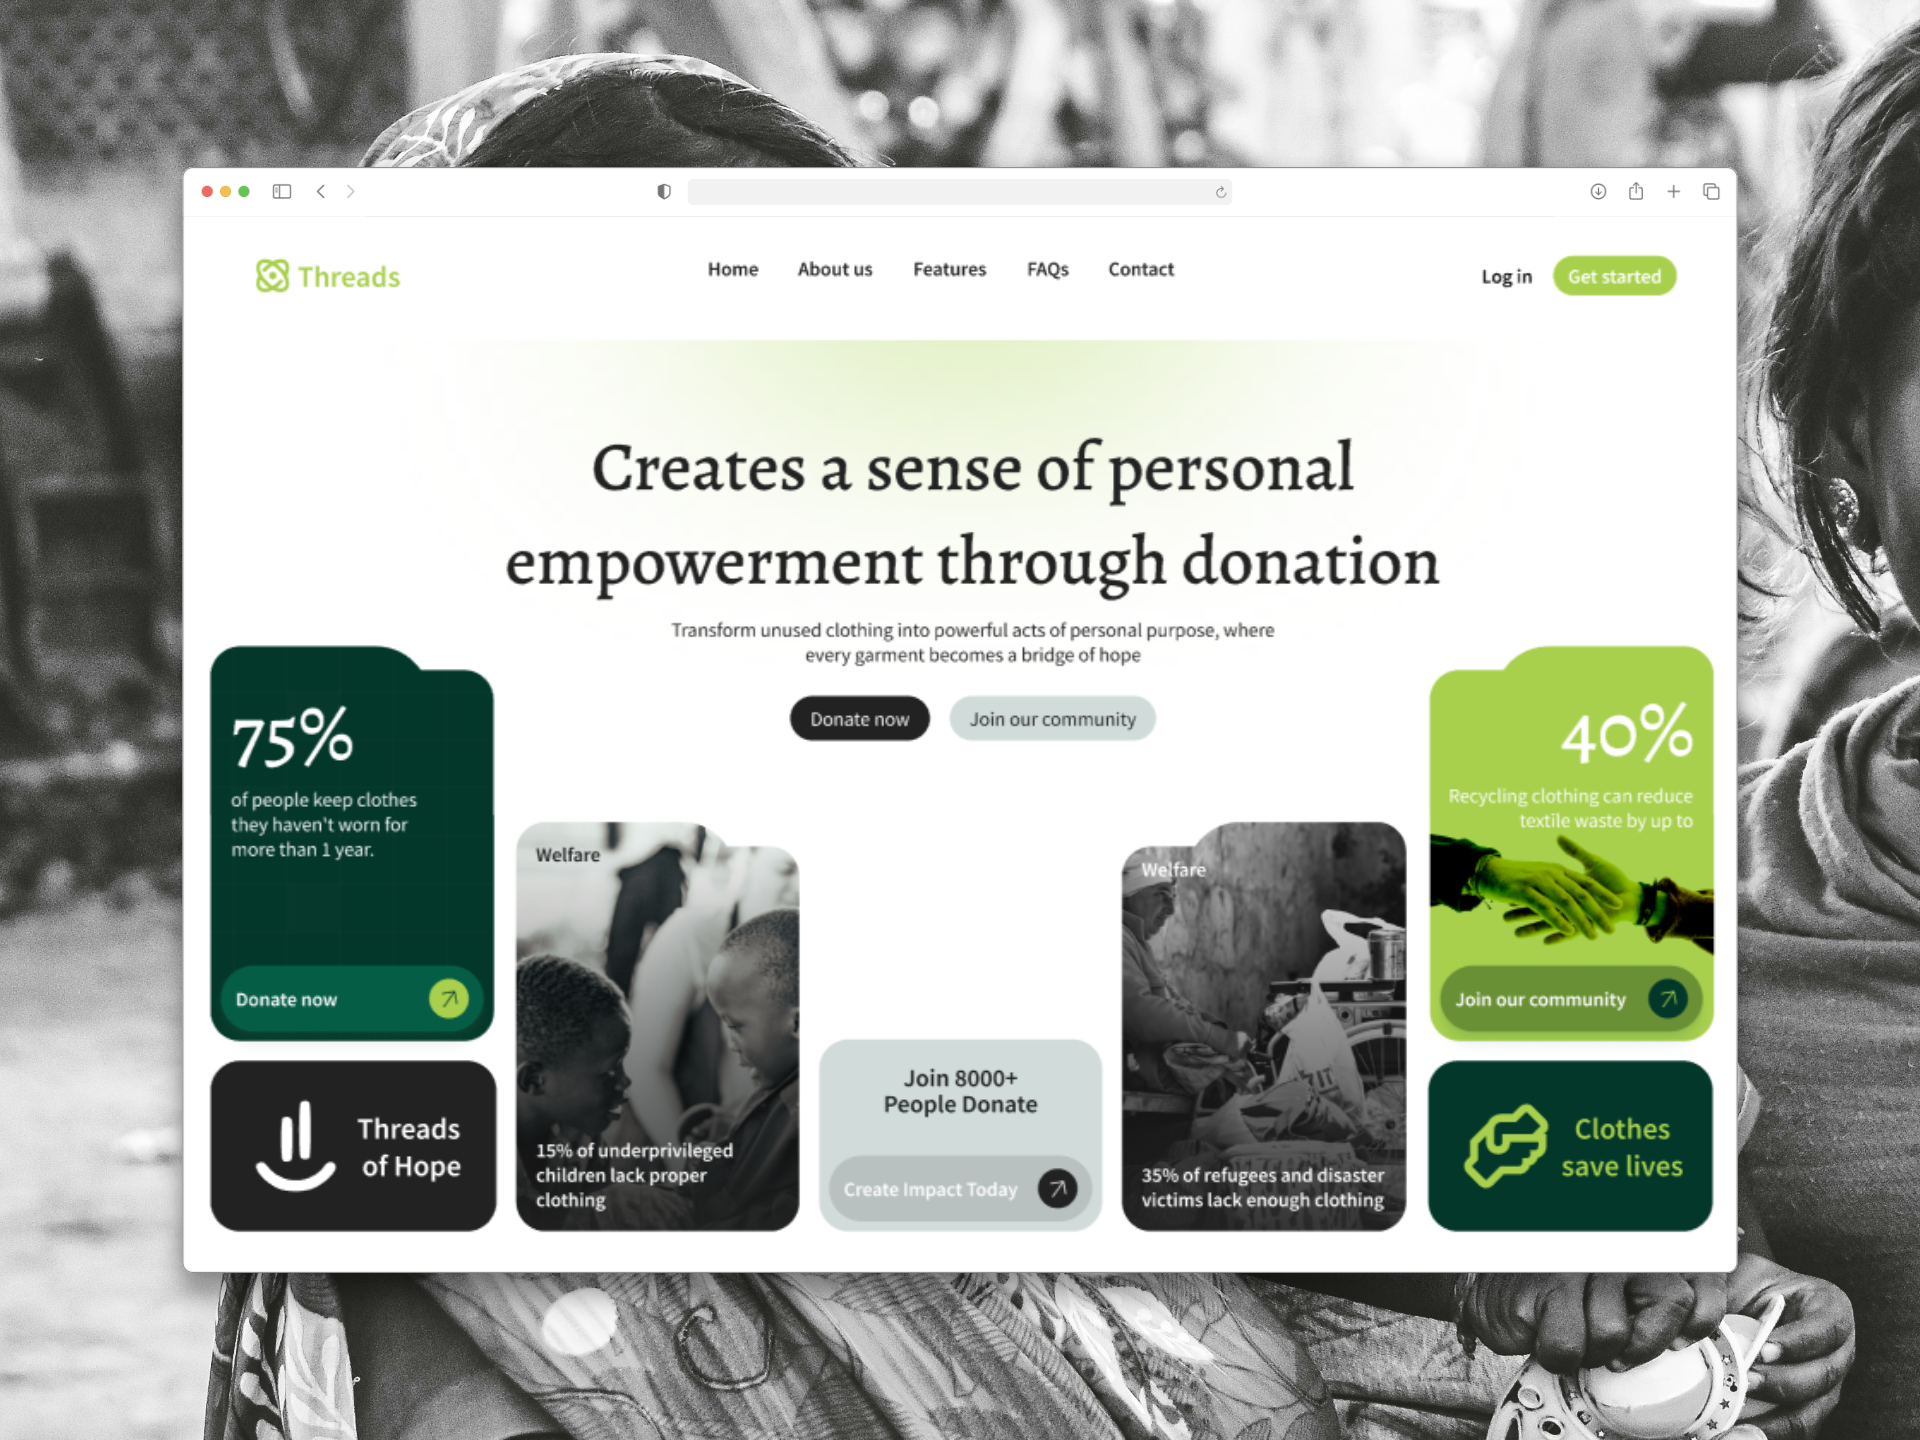 Threads
Home
About us
Features
FAQs
Contact
Log in
Get started
Creates a sense of personal
empowerment through donation
Transform unused clothing into powerful acts of personal purpose, where
every garment becomes a bridge of hope
Donate now
Join our community
75%
of people keep clothes
they haven't worn for
more than 1 year.
Donate now
Threads
of Hope
Welfare
15% of underprivileged
children lack proper
clothing
Join 8000+
People Donate
Create Impact Today
Welfare
35% of refugees and disaster
victims lack enough clothing
40%
Recycling clothing can reduce
textile waste by up to
Join our community
Clothes
save lives